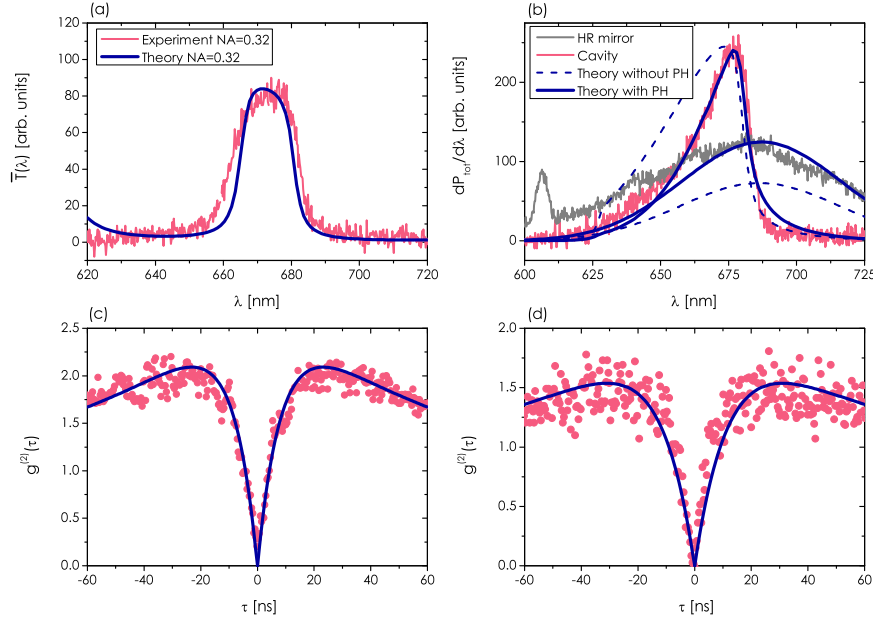 (a)
T̅(λ) [arb. units]
120
100
80
60
40
20
0
Experiment NA=0.32
Theory NA=0.32
620
640
660
680
700
720
λ [nm]
(b)
dP_tot/dλ [arb. units]
250
200
150
100
50
0
HR mirror
Cavity
Theory without PH
Theory with PH
600
625
650
675
700
725
λ [nm]
(c)
g⁽²⁾(τ)
2.5
2.0
1.5
1.0
0.5
0.0
-60
-40
-20
0
20
40
60
τ [ns]
(d)
g⁽²⁾(τ)
2.0
1.5
1.0
0.5
0.0
-60
-40
-20
0
20
40
60
τ [ns]